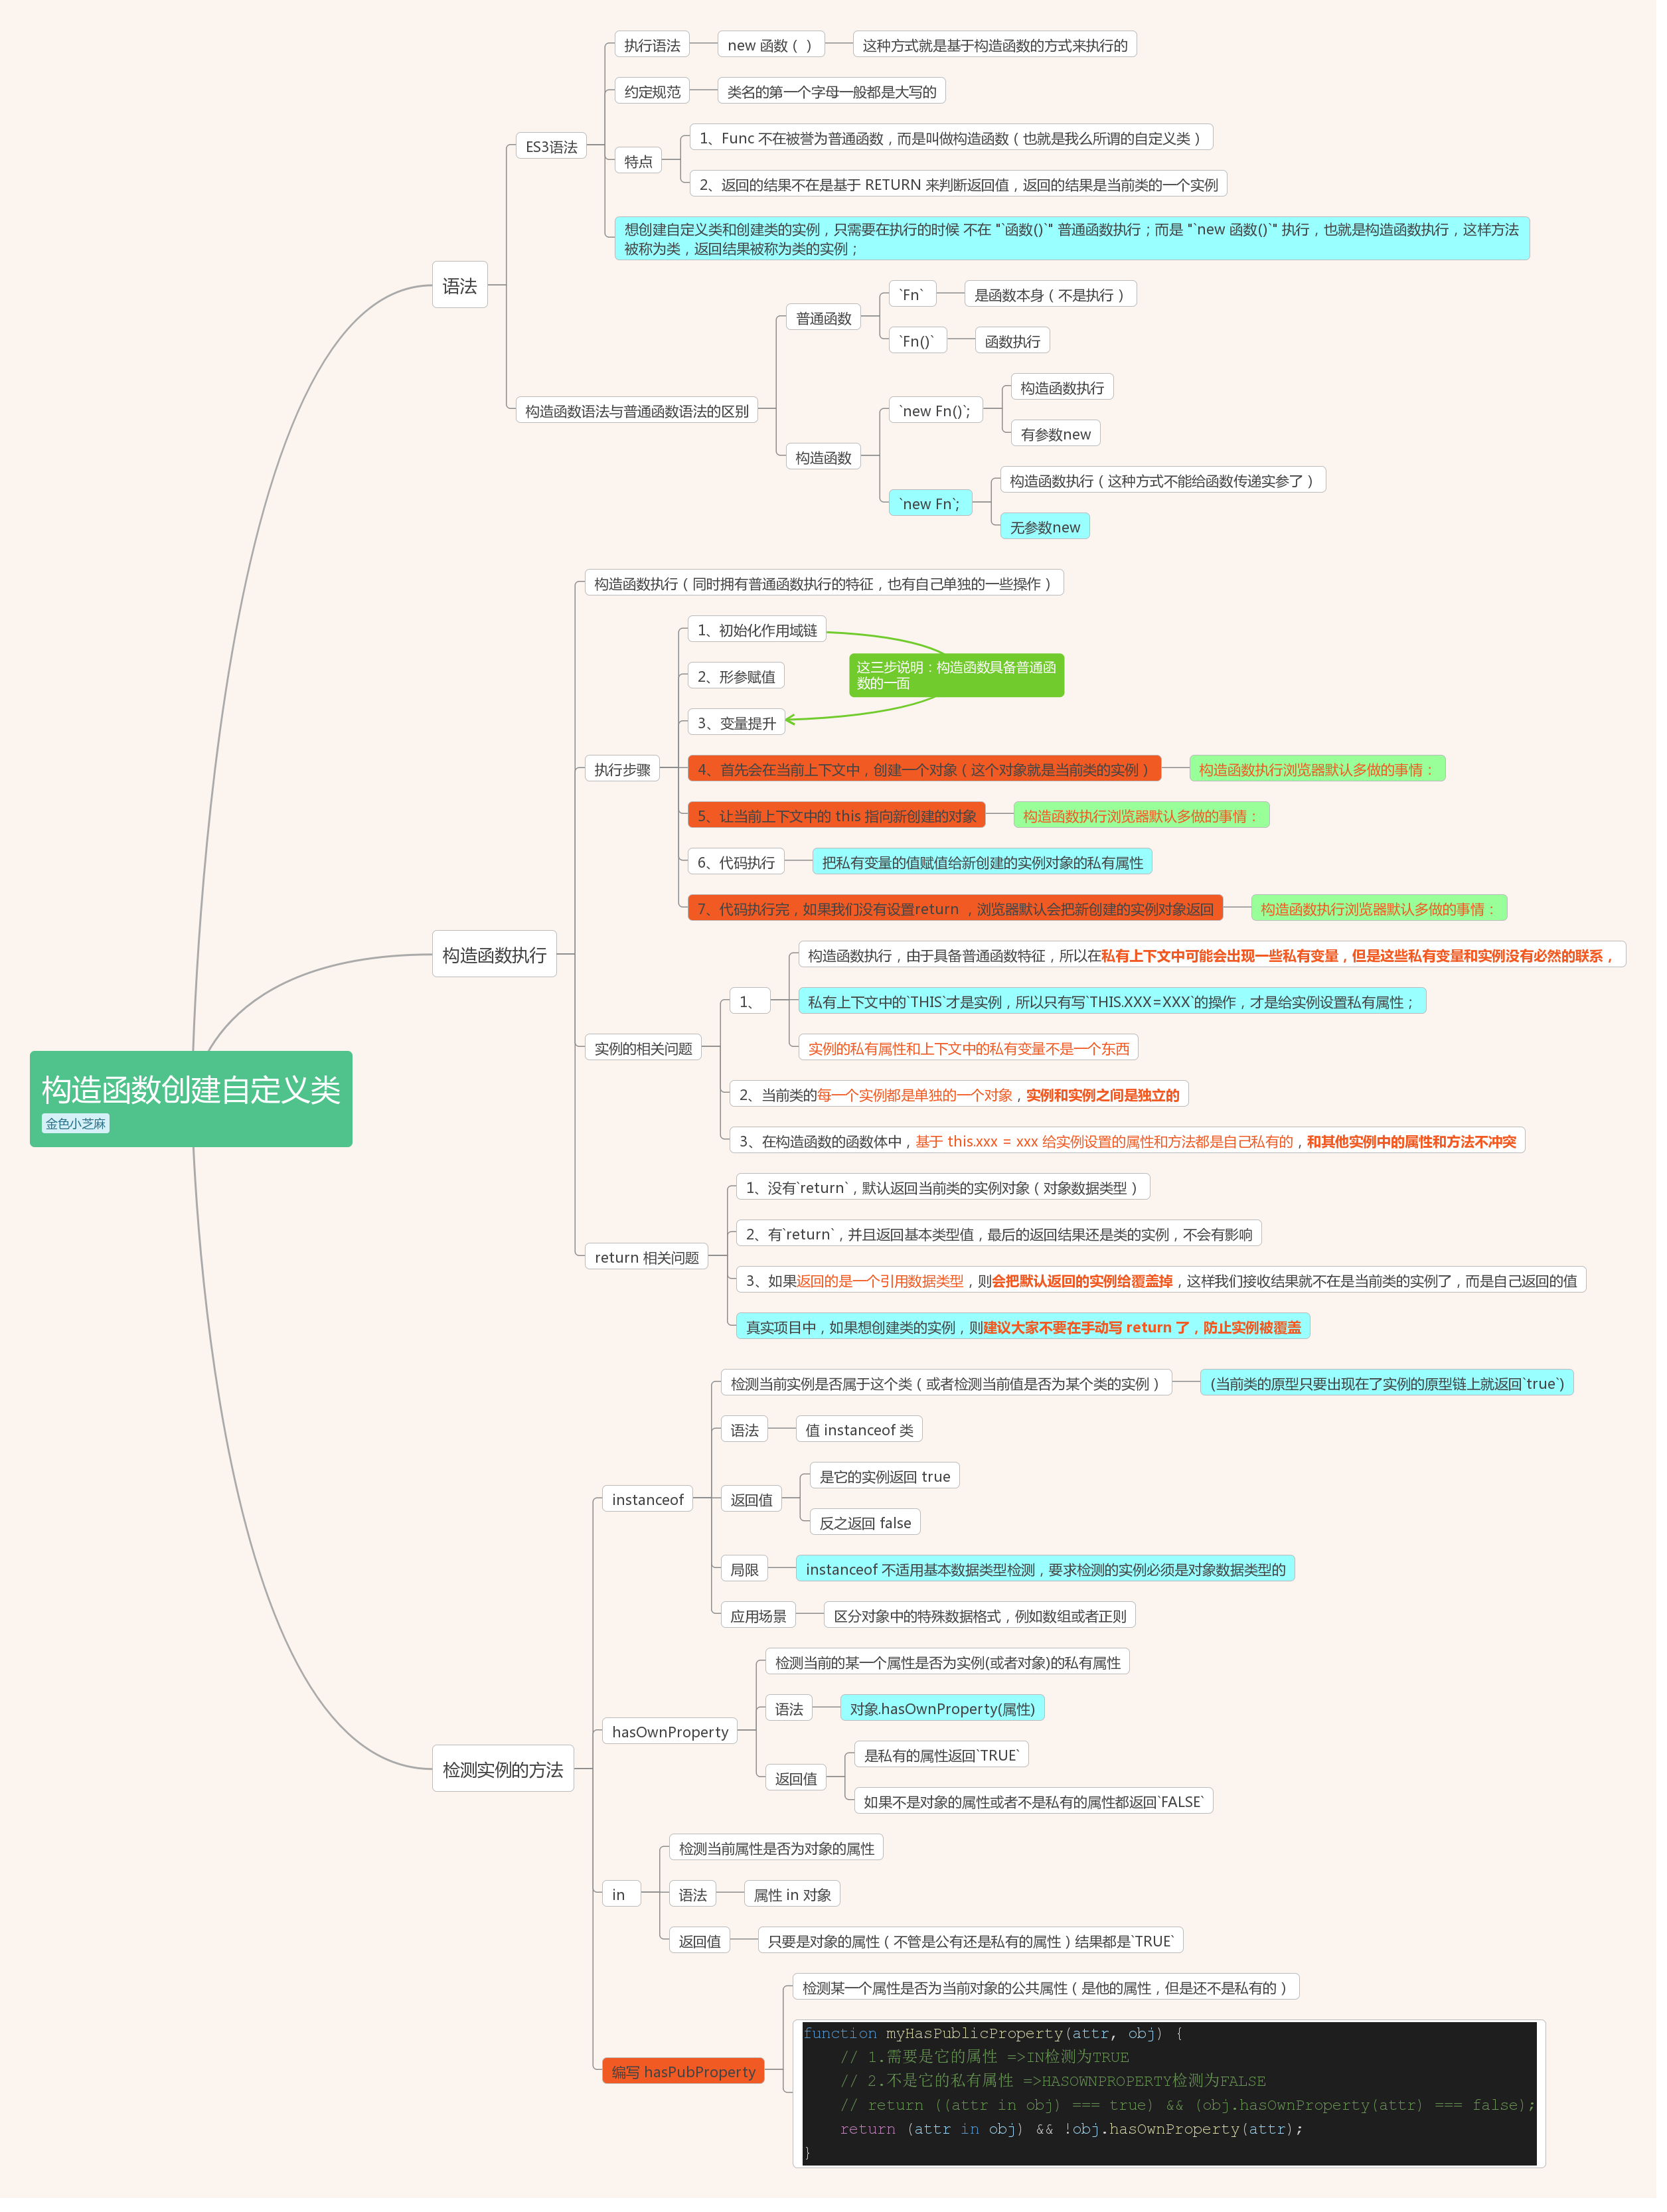 构造函数创建自定义类
金色小芝麻
语法
ES3语法
执行语法
new 函数（ ）
这种方式就是基于构造函数的方式来执行的
约定规范
类名的第一个字母一般都是大写的
特点
1、Func 不在被誉为普通函数，而是叫做构造函数（也就是我么所谓的自定义类）
2、返回的结果不在是基于 RETURN 来判断返回值，返回的结果是当前类的一个实例
想创建自定义类和创建类的实例，只需要在执行的时候 不在 "`函数()`" 普通函数执行；而是 "`new 函数()`" 执行，也就是构造函数执行，这样方法
被称为类，返回结果被称为类的实例；
构造函数语法与普通函数语法的区别
普通函数
`Fn`
是函数本身（不是执行）
`Fn()`
函数执行
构造函数
`new Fn()`;
构造函数执行
有参数new
`new Fn`;
构造函数执行（这种方式不能给函数传递实参了）
无参数new
构造函数执行
构造函数执行（同时拥有普通函数执行的特征，也有自己单独的一些操作）
执行步骤
1、初始化作用域链
2、形参赋值
3、变量提升
这三步说明：构造函数具备普通函
数的一面
4、首先会在当前上下文中，创建一个对象（这个对象就是当前类的实例）
构造函数执行浏览器默认多做的事情：
5、让当前上下文中的 this 指向新创建的对象
构造函数执行浏览器默认多做的事情：
6、代码执行
把私有变量的值赋值给新创建的实例对象的私有属性
7、代码执行完，如果我们没有设置return ，浏览器默认会把新创建的实例对象返回
构造函数执行浏览器默认多做的事情：
实例的相关问题
1、
构造函数执行，由于具备普通函数特征，所以在私有上下文中可能会出现一些私有变量，但是这些私有变量和实例没有必然的联系，
私有上下文中的`THIS`才是实例，所以只有写`THIS.XXX=XXX`的操作，才是给实例设置私有属性；
实例的私有属性和上下文中的私有变量不是一个东西
2、当前类的每一个实例都是单独的一个对象，实例和实例之间是独立的
3、在构造函数的函数体中，基于 this.xxx = xxx 给实例设置的属性和方法都是自己私有的，和其他实例中的属性和方法不冲突
return 相关问题
1、没有`return`，默认返回当前类的实例对象（对象数据类型）
2、有`return`，并且返回基本类型值，最后的返回结果还是类的实例，不会有影响
3、如果返回的是一个引用数据类型，则会把默认返回的实例给覆盖掉，这样我们接收结果就不在是当前类的实例了，而是自己返回的值
真实项目中，如果想创建类的实例，则建议大家不要在手动写 return 了，防止实例被覆盖
检测实例的方法
instanceof
检测当前实例是否属于这个类（或者检测当前值是否为某个类的实例）
(当前类的原型只要出现在了实例的原型链上就返回`true`)
语法
值 instanceof 类
返回值
是它的实例返回 true
反之返回 false
局限
instanceof 不适用基本数据类型检测，要求检测的实例必须是对象数据类型的
应用场景
区分对象中的特殊数据格式，例如数组或者正则
hasOwnProperty
检测当前的某一个属性是否为实例(或者对象)的私有属性
语法
对象.hasOwnProperty(属性)
返回值
是私有的属性返回`TRUE`
如果不是对象的属性或者不是私有的属性都返回`FALSE`
in
检测当前属性是否为对象的属性
语法
属性 in 对象
返回值
只要是对象的属性（不管是公有还是私有的属性）结果都是`TRUE`
编写 hasPubProperty
检测某一个属性是否为当前对象的公共属性（是他的属性，但是还不是私有的）
function myHasPublicProperty(attr, obj) {
// 1.需要是它的属性 =>IN检测为TRUE
// 2.不是它的私有属性 =>HASOWNPROPERTY检测为FALSE
// return ((attr in obj) === true) && (obj.hasOwnProperty(attr) === false);
return (attr in obj) && !obj.hasOwnProperty(attr);
}